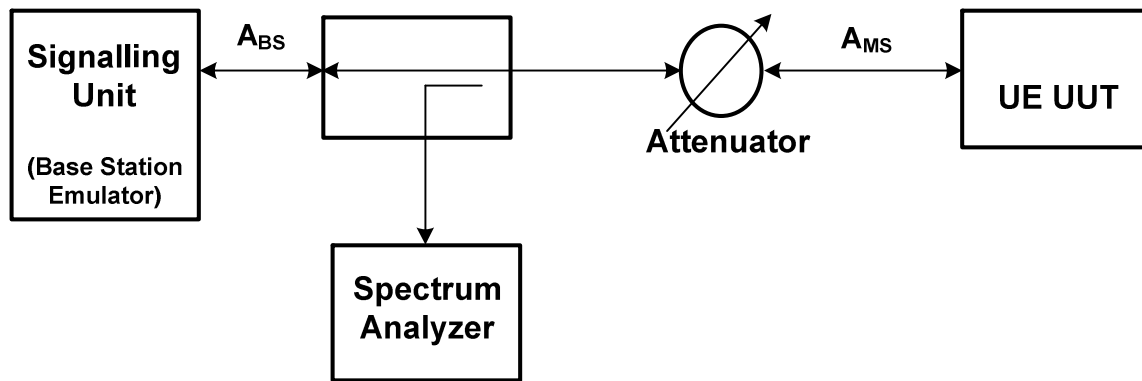 Signalling
Unit
(Base Station
Emulator)
ABS
Attenuator
AMS
UE UUT
Spectrum
Analyzer